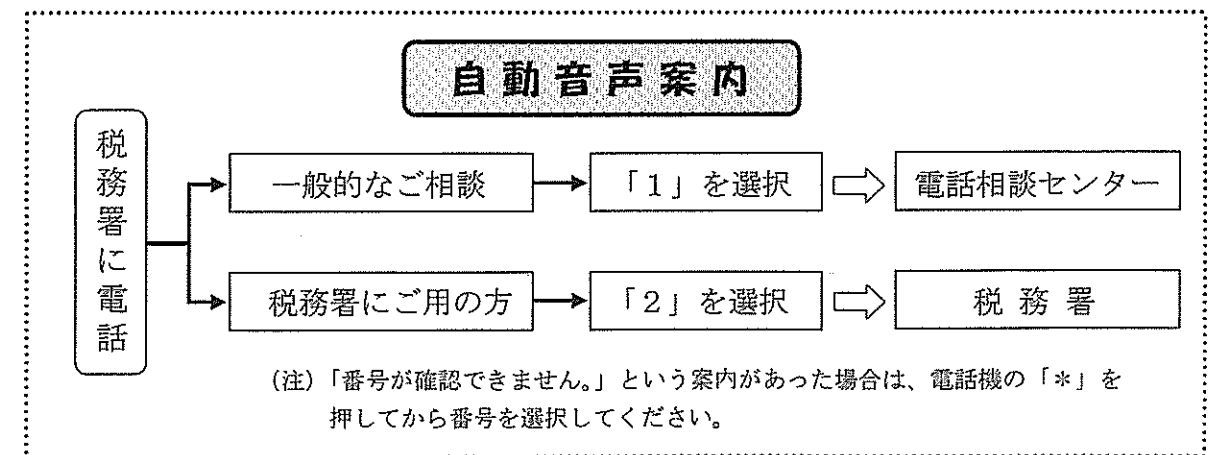 自動音声案内
税務署に電話
一般的なご相談
「1」を選択
電話相談センター
税務署にご用の方
「2」を選択
税務署
(注)「番号が確認できません。」という案内があった場合は、電話機の「*」を
押してから番号を選択してください。